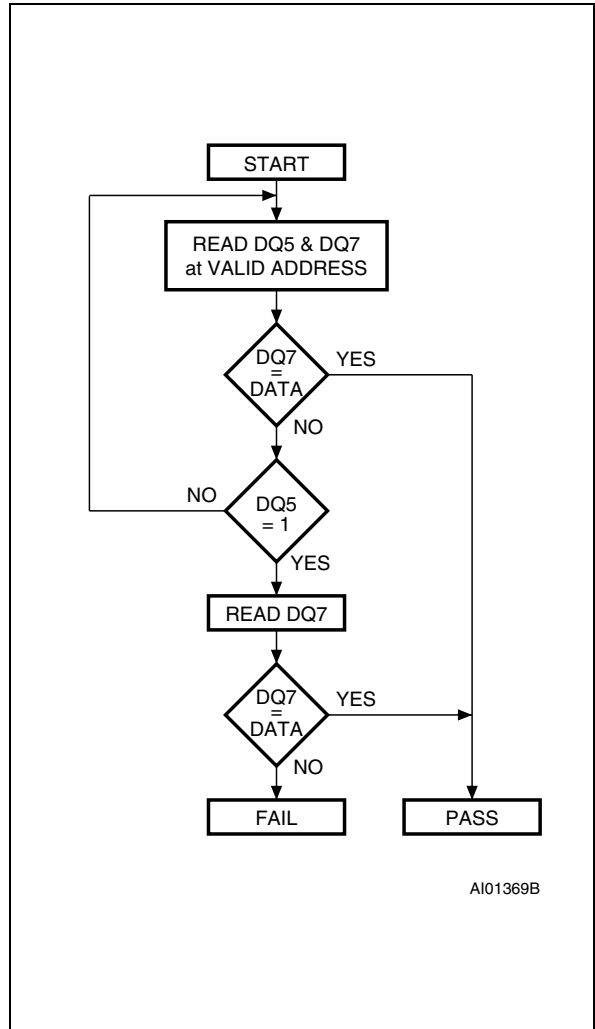 START
READ DQ5 & DQ7
at VALID ADDRESS
DQ7
=
DATA
YES
NO
DQ5
= 1
NO
YES
READ DQ7
DQ7
=
DATA
YES
NO
FAIL
PASS
AI01369B